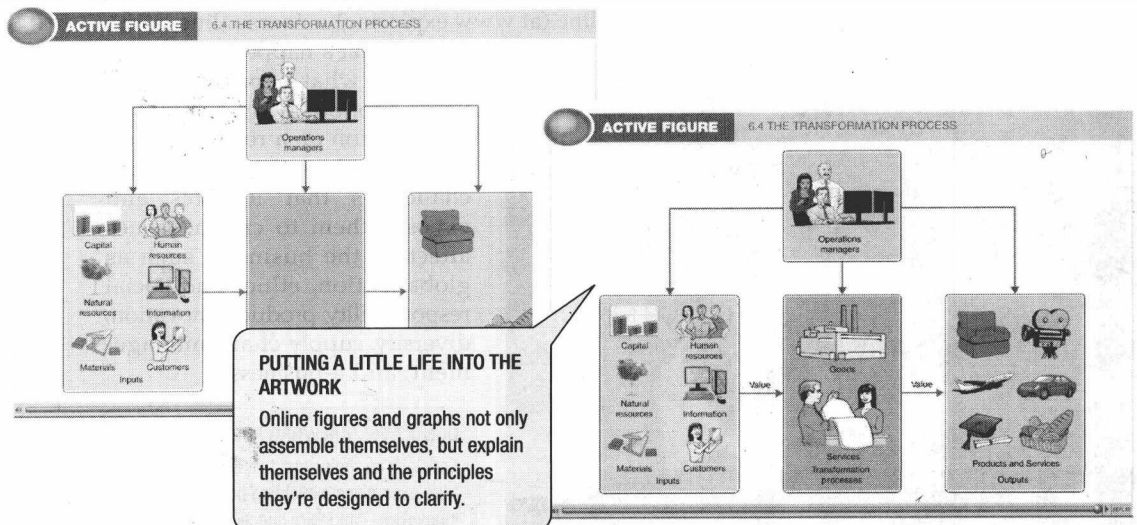 ACTIVE FIGURE 6.4 THE TRANSFORMATION PROCESS
Operations
managers
Capital
Human
resources
Natural
resources
Information
Materials
Customers
Inputs
PUTTING A LITTLE LIFE INTO THE
ARTWORK
Online figures and graphs not only
assemble themselves, but explain
themselves and the principles
they're designed to clarify.
ACTIVE FIGURE 6.4 THE TRANSFORMATION PROCESS
Operations
managers
Capital
Human
resources
Natural
resources
Information
Materials
Customers
Inputs
Value
Goods
Services
Transformation
processes
Value
Products and Services
Outputs